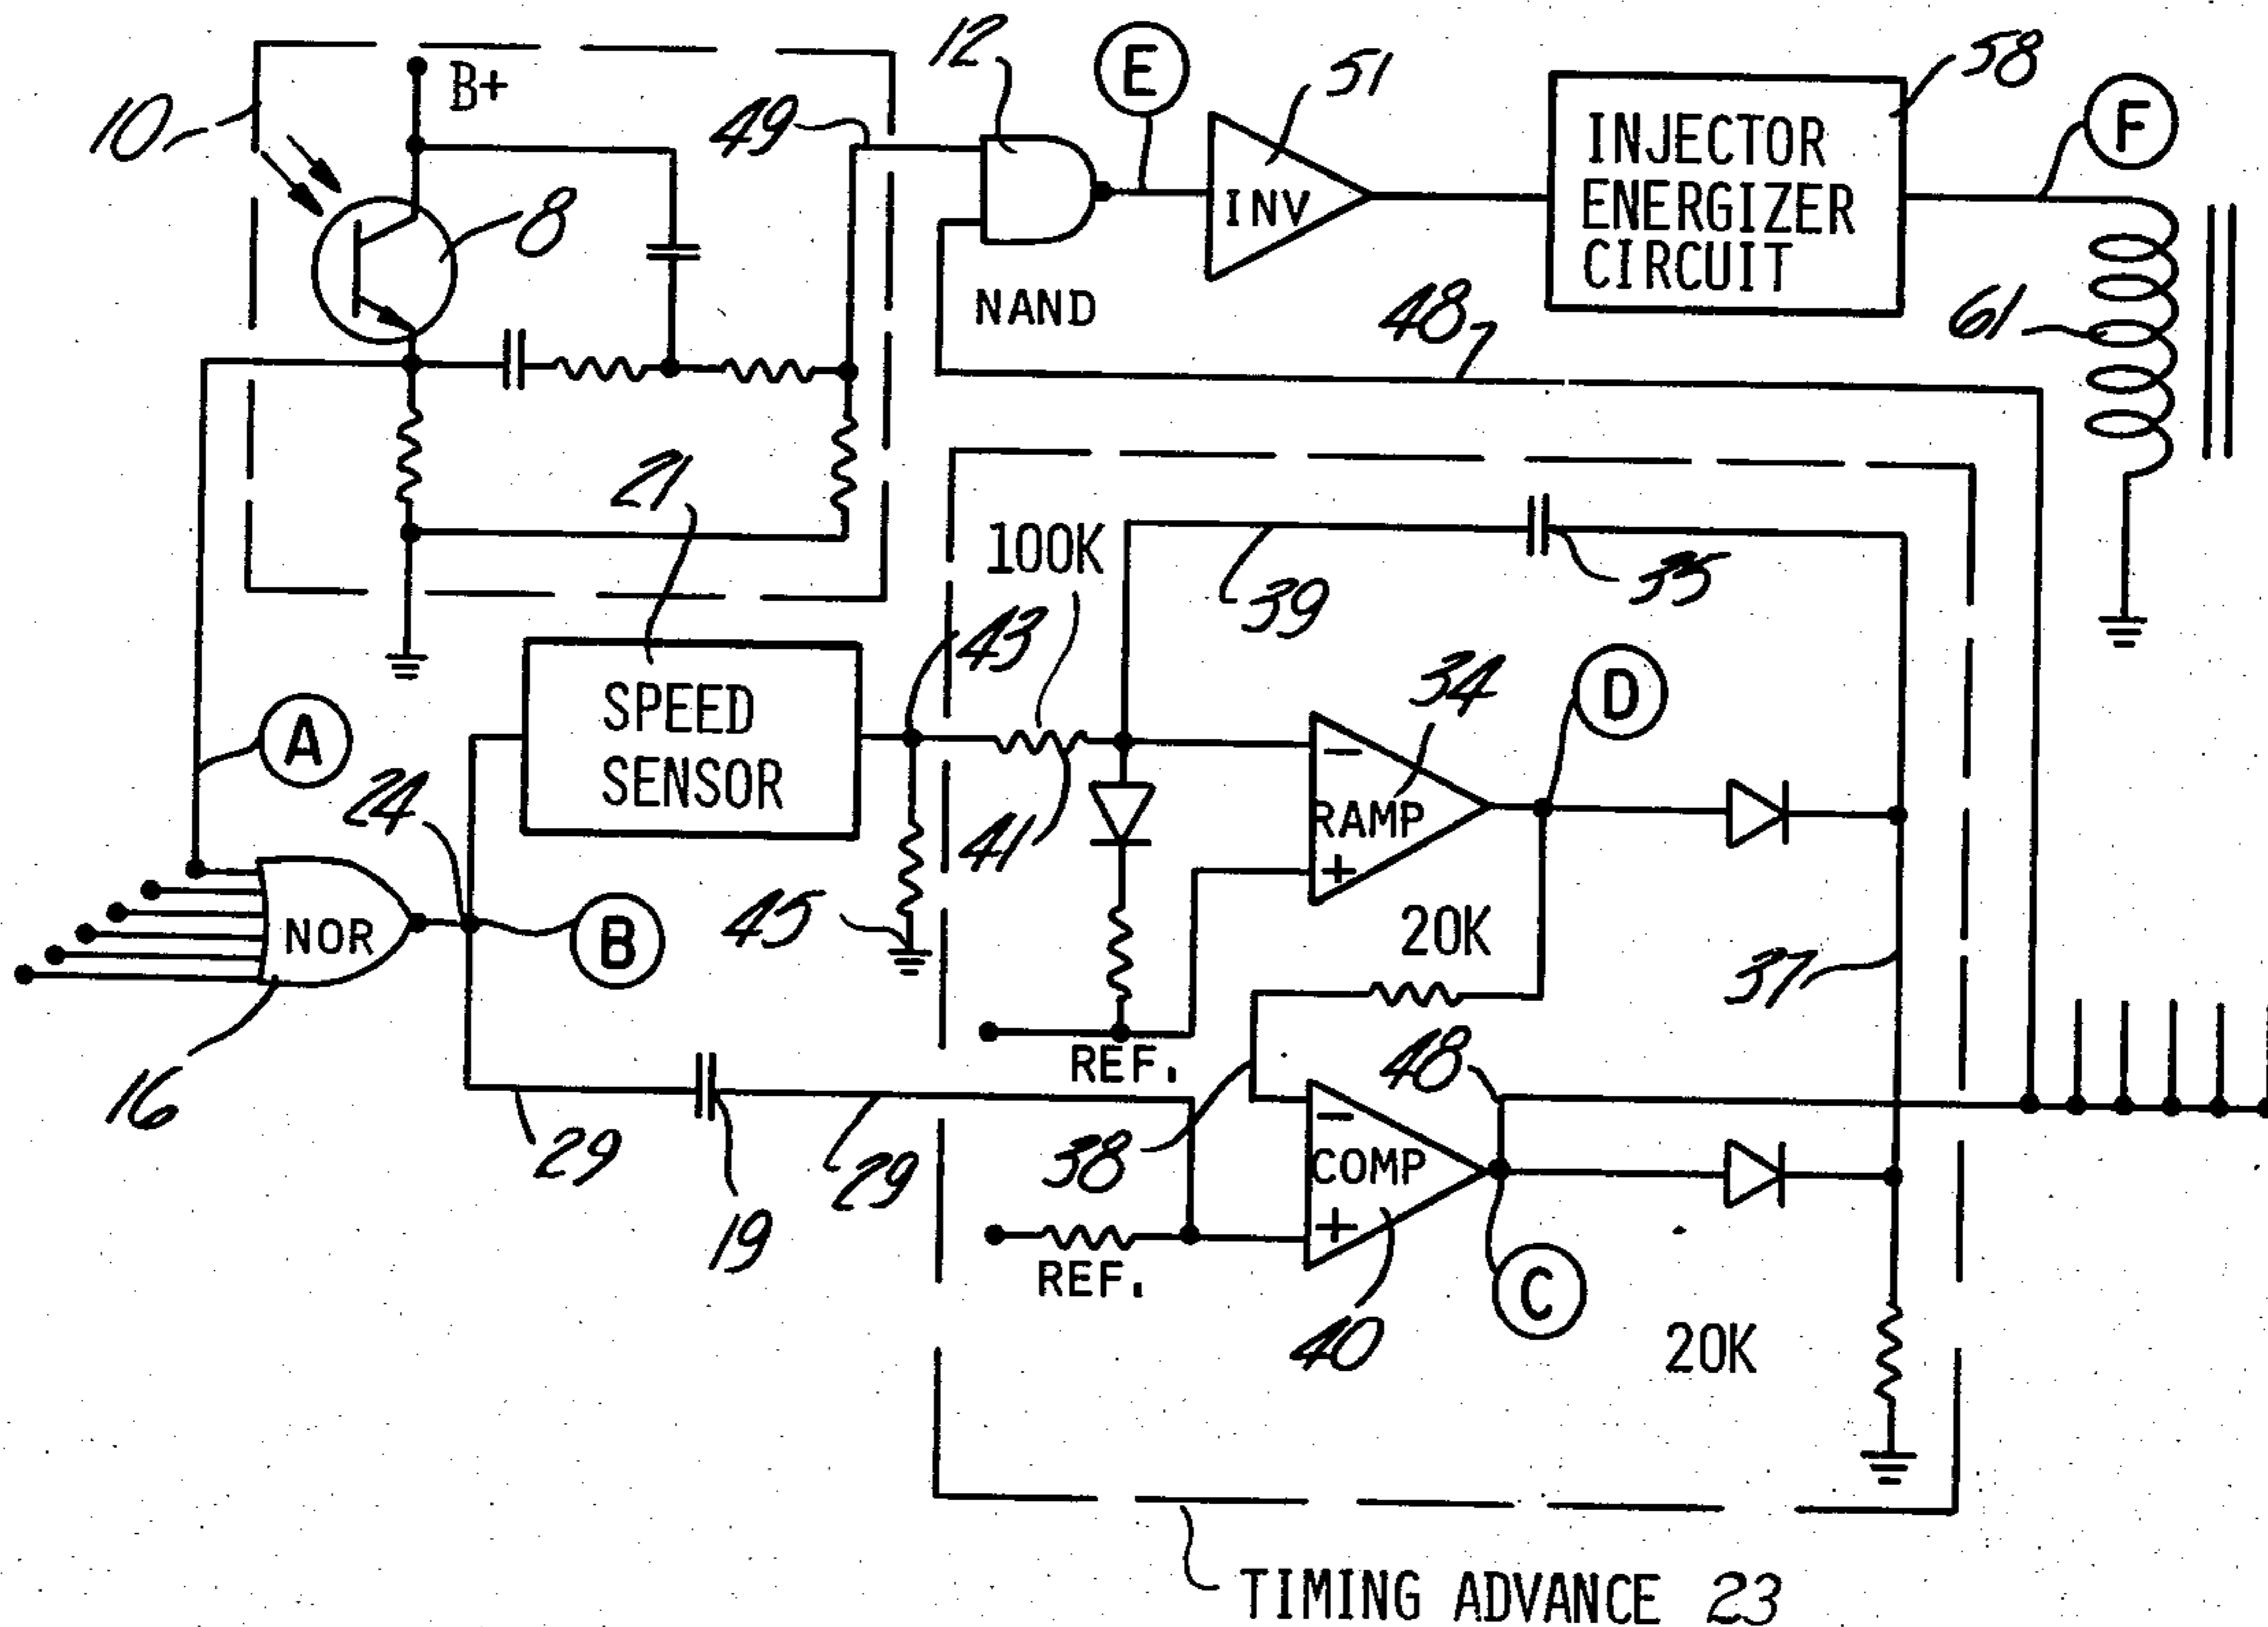 12
E
51
58
10
B+
49
F
8
INV
INJECTOR
ENERGIZER
CIRCUIT
NAND
48
61
21
100K
39
35
43
SPEED
SENSOR
34
D
A
24
41
RAMP
−
+
45
20K
NOR
B
37
REF.
48
16
29
19
29
38
−
COMP
+
REF.
C
40
20K
TIMING ADVANCE 23